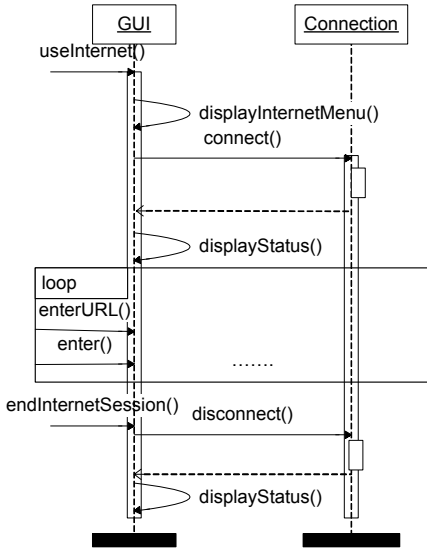 GUI
Connection
useInternet()
displayInternetMenu()
connect()
displayStatus()
loop
enterURL()
enter()
.......
endInternetSession()
disconnect()
displayStatus()